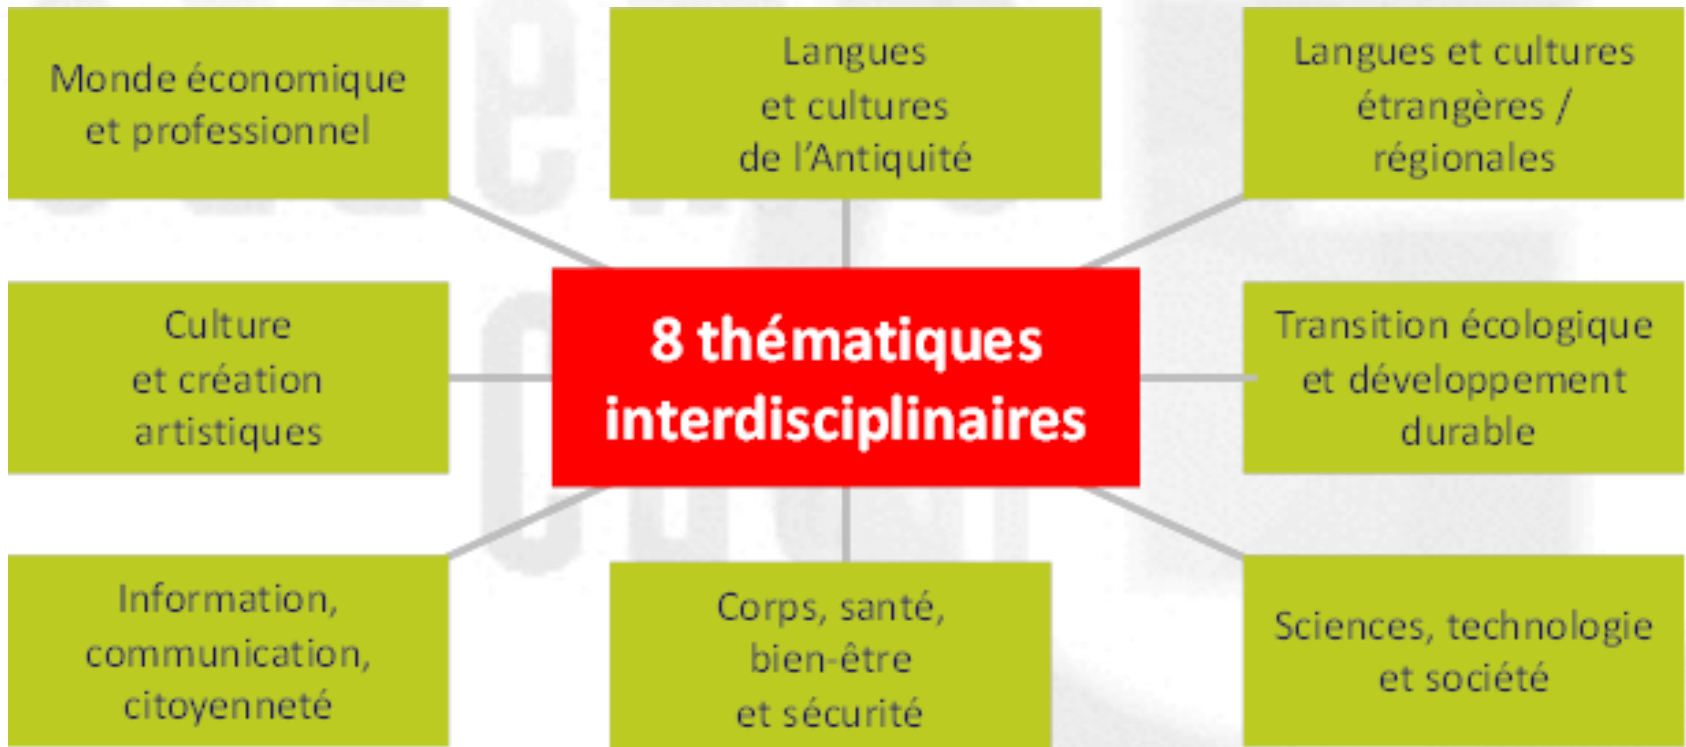 Monde économique
et professionnel
Langues
et cultures
de l’Antiquité
Langues et cultures
étrangères /
régionales
Culture
et création
artistiques
8 thématiques
interdisciplinaires
Transition écologique
et développement
durable
Information,
communication,
citoyenneté
Corps, santé,
bien-être
et sécurité
Sciences, technologie
et société